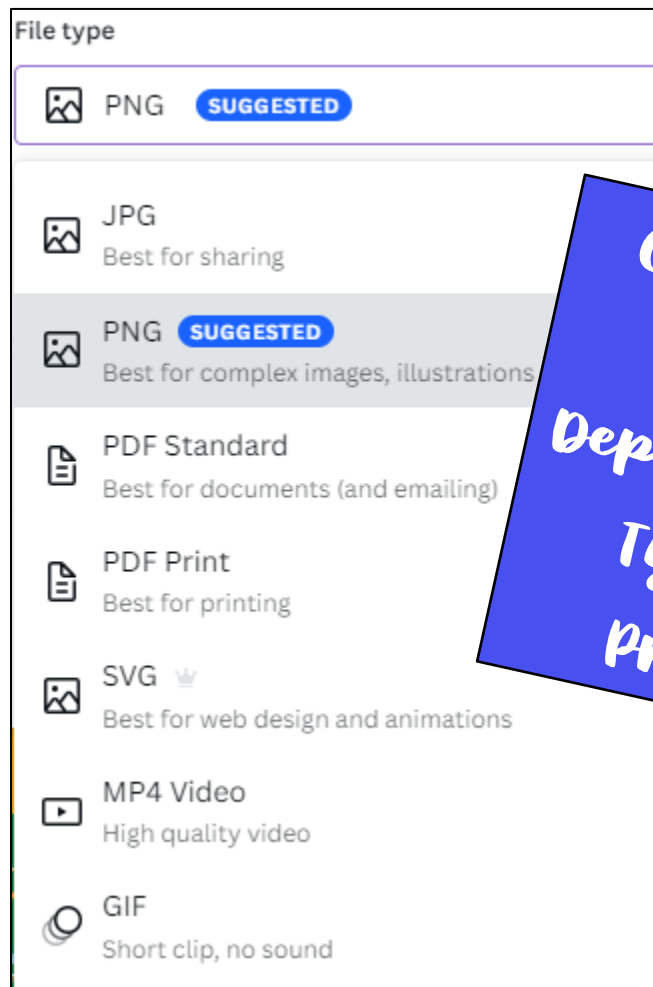 File type
PNG SUGGESTED
JPG
Best for sharing
PNG SUGGESTED
Best for complex images, illustrations
PDF Standard
Best for documents (and emailing)
PDF Print
Best for printing
SVG
Best for web design and animations
MP4 Video
High quality video
GIF
Short clip, no sound